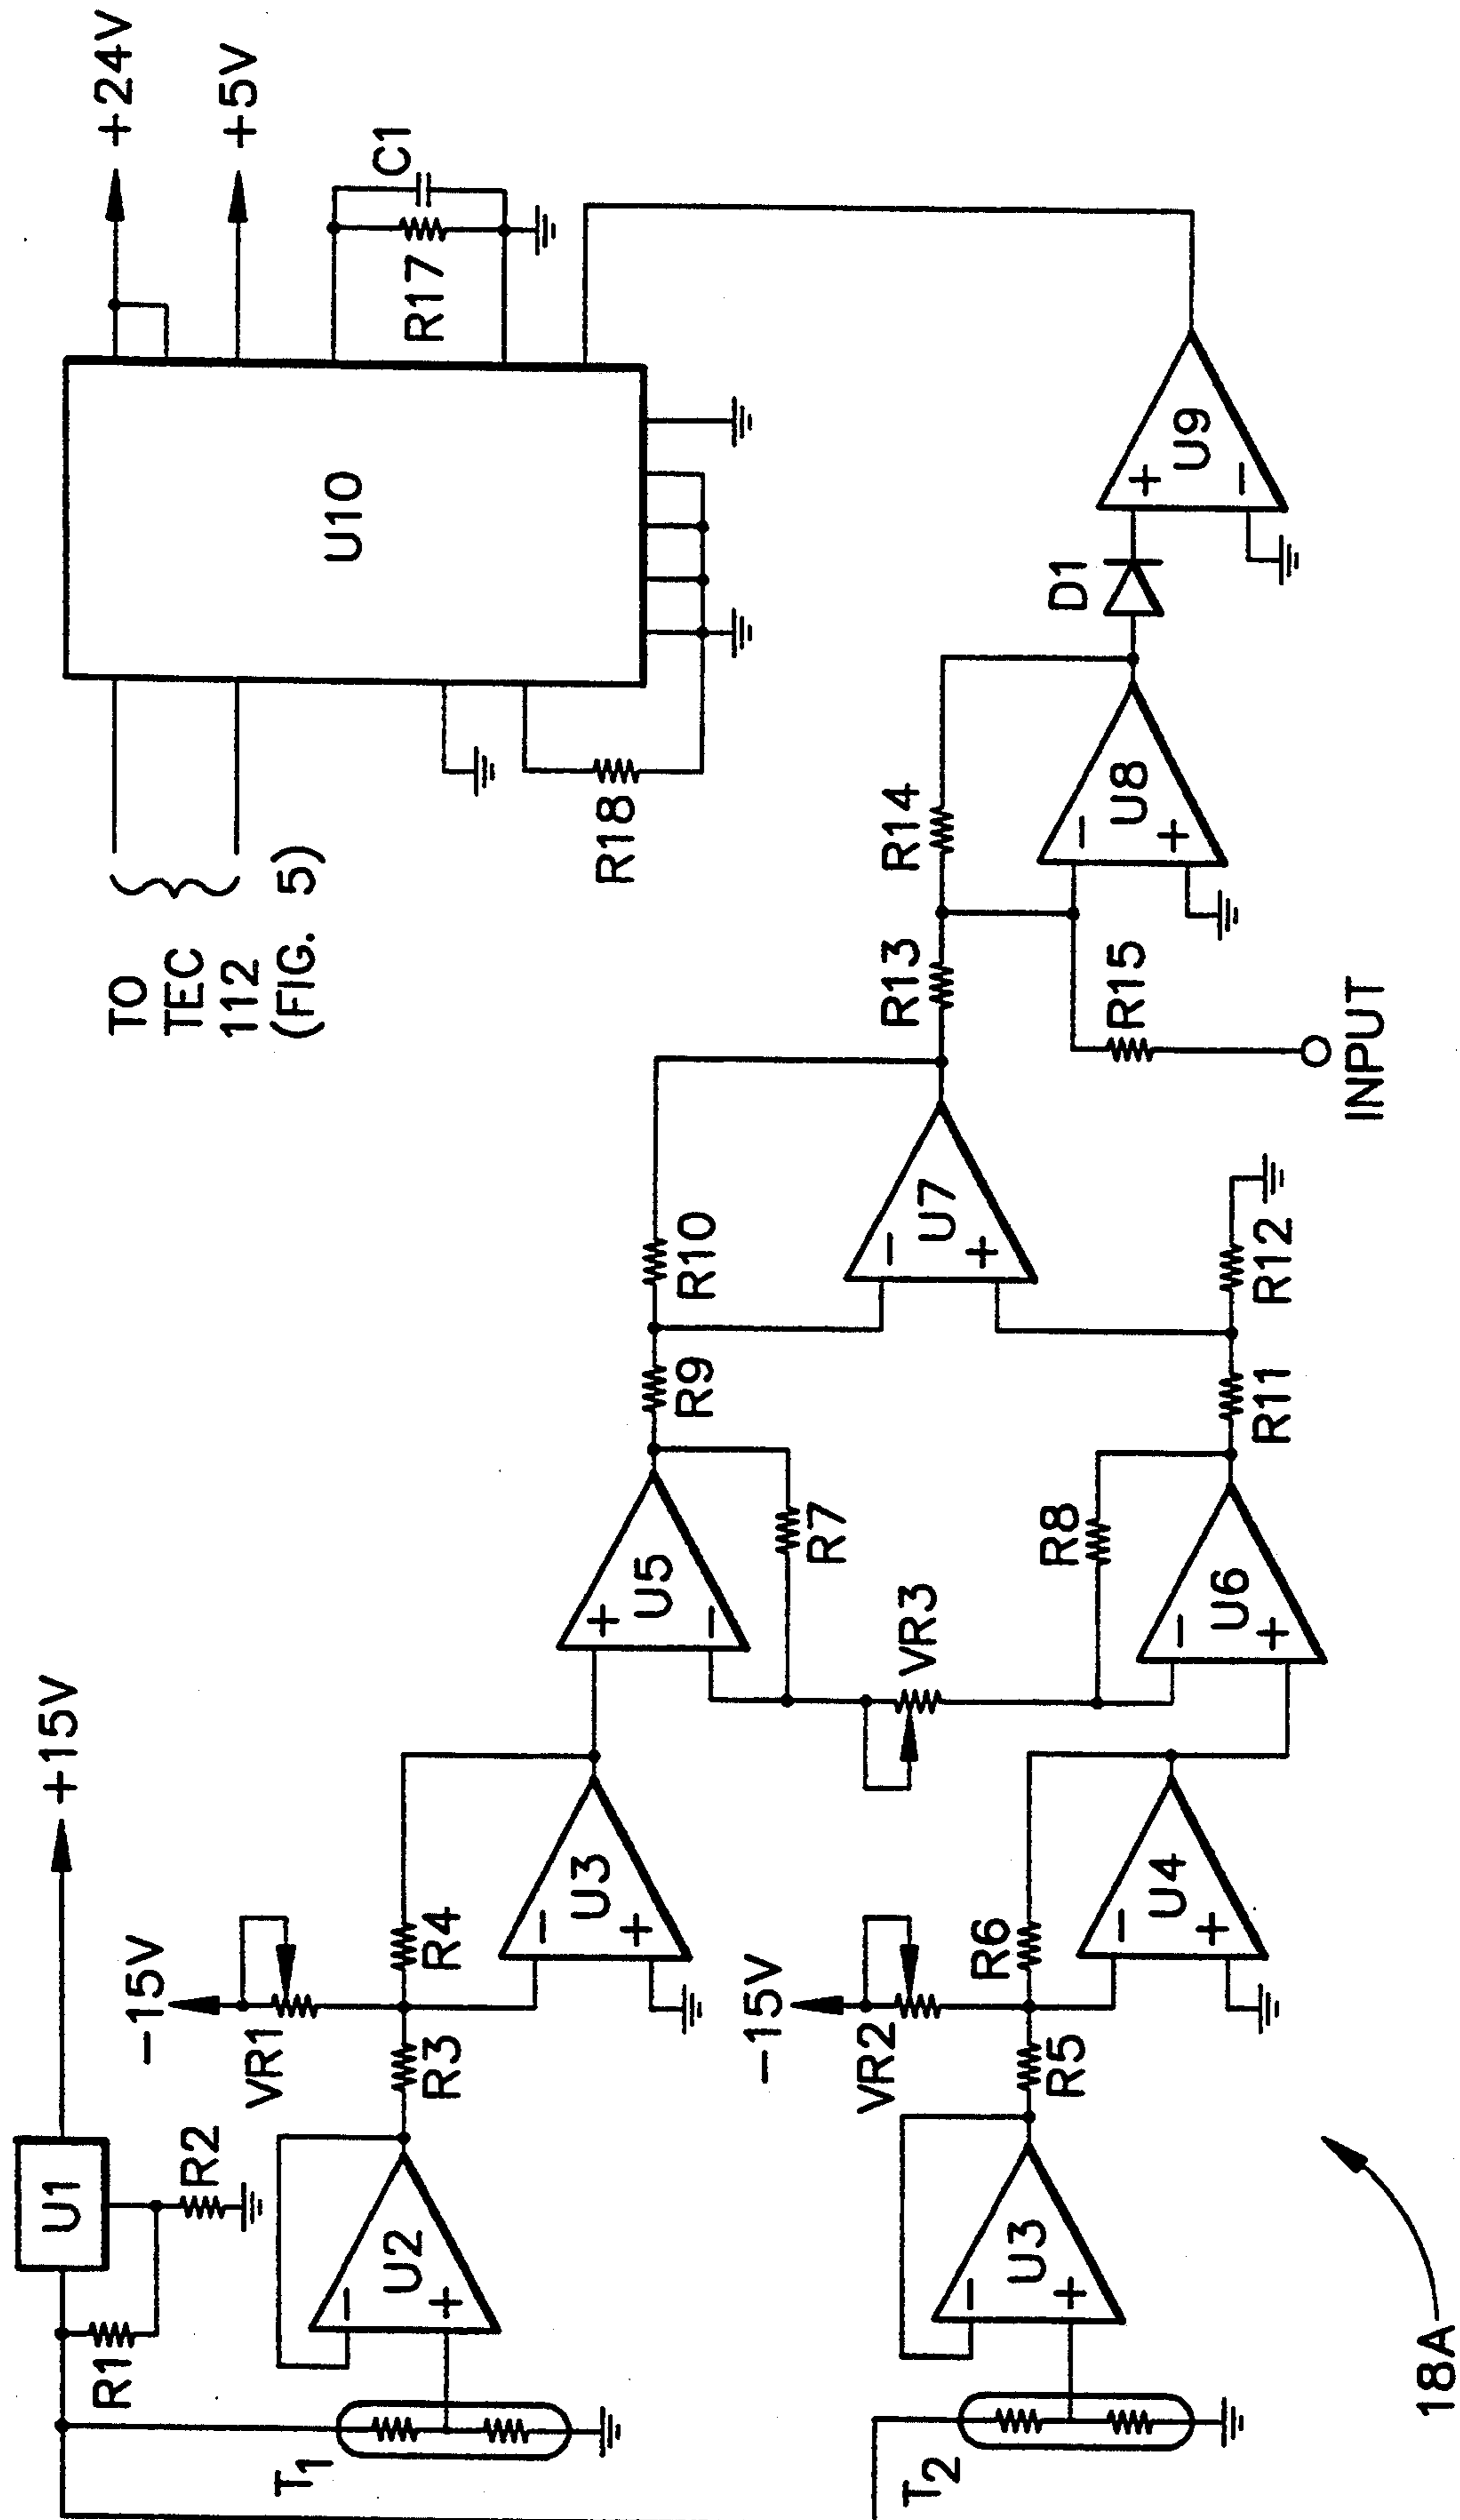 +24V
+5V
C1
R17
U10
TO
TEC
112
(FIG. 5)
R18
+
U9
−
D1
R14
−
U8
+
R13
R15
INPUT
R10
−
U7
+
R12
R9
R11
+
U5
−
R7
R8
VR3
−
U6
+
+15V
−15V
VR1
R4
−
U3
+
−15V
VR2
R6
−
U4
+
R3
R5
U1
R2
R1
−
U2
+
−
U3
+
T1
T2
18A